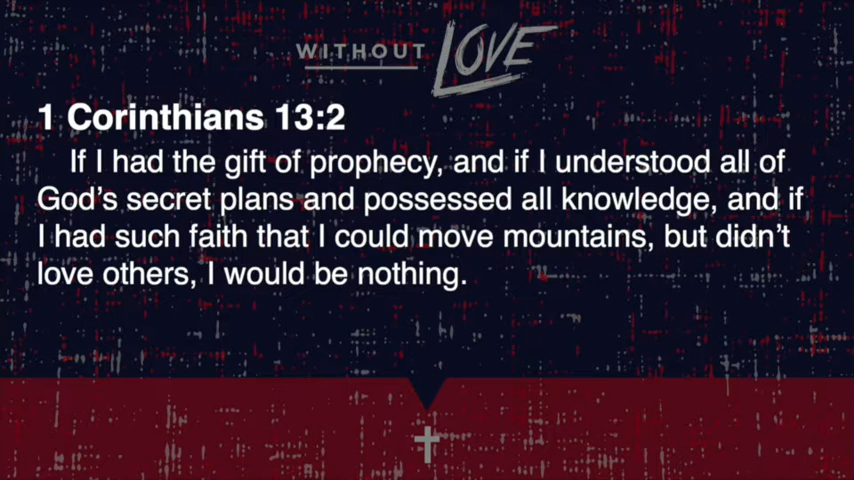 WITHOUT LOVE
1 Corinthians 13:2
If I had the gift of prophecy, and if I understood all of
God's secret plans and possessed all knowledge, and if
I had such faith that I could move mountains, but didn't
love others, I would be nothing.